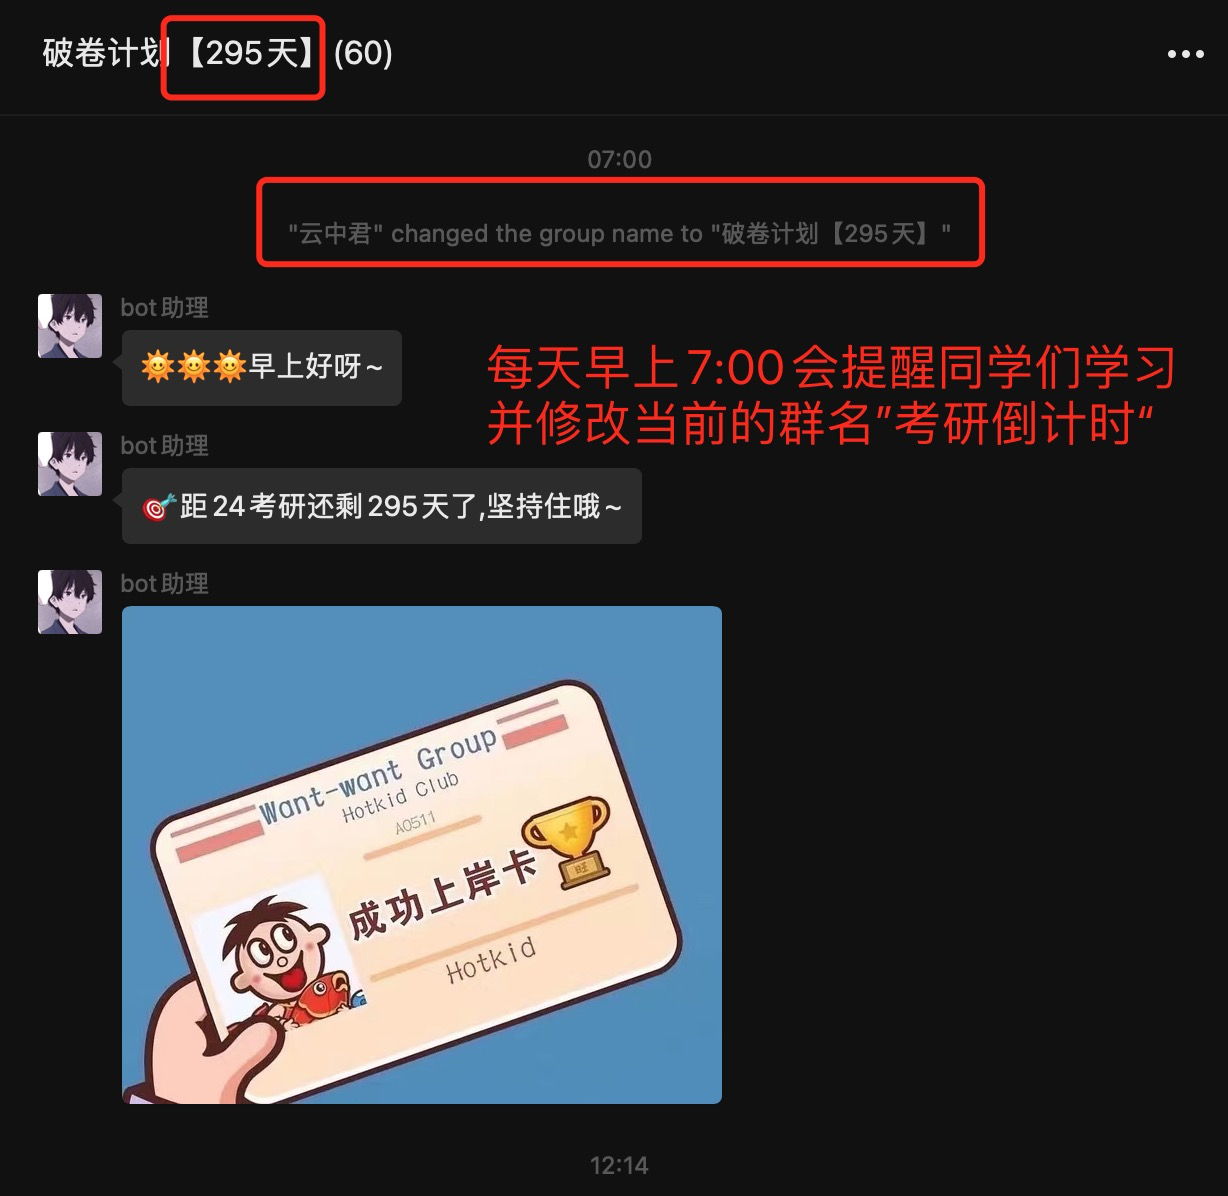 破卷计划【295天】(60)
07:00
"云中君" changed the group name to "破卷计划【295天】"
bot助理
🌞🌞🌞早上好呀~
每天早上7:00会提醒同学们学习
并修改当前的群名”考研倒计时“
bot助理
🎯距24考研还剩295天了,坚持住哦~
bot助理
Want-want Group
Hotkid Club
A0511
旺
成功上岸卡
Hotkid
12:14